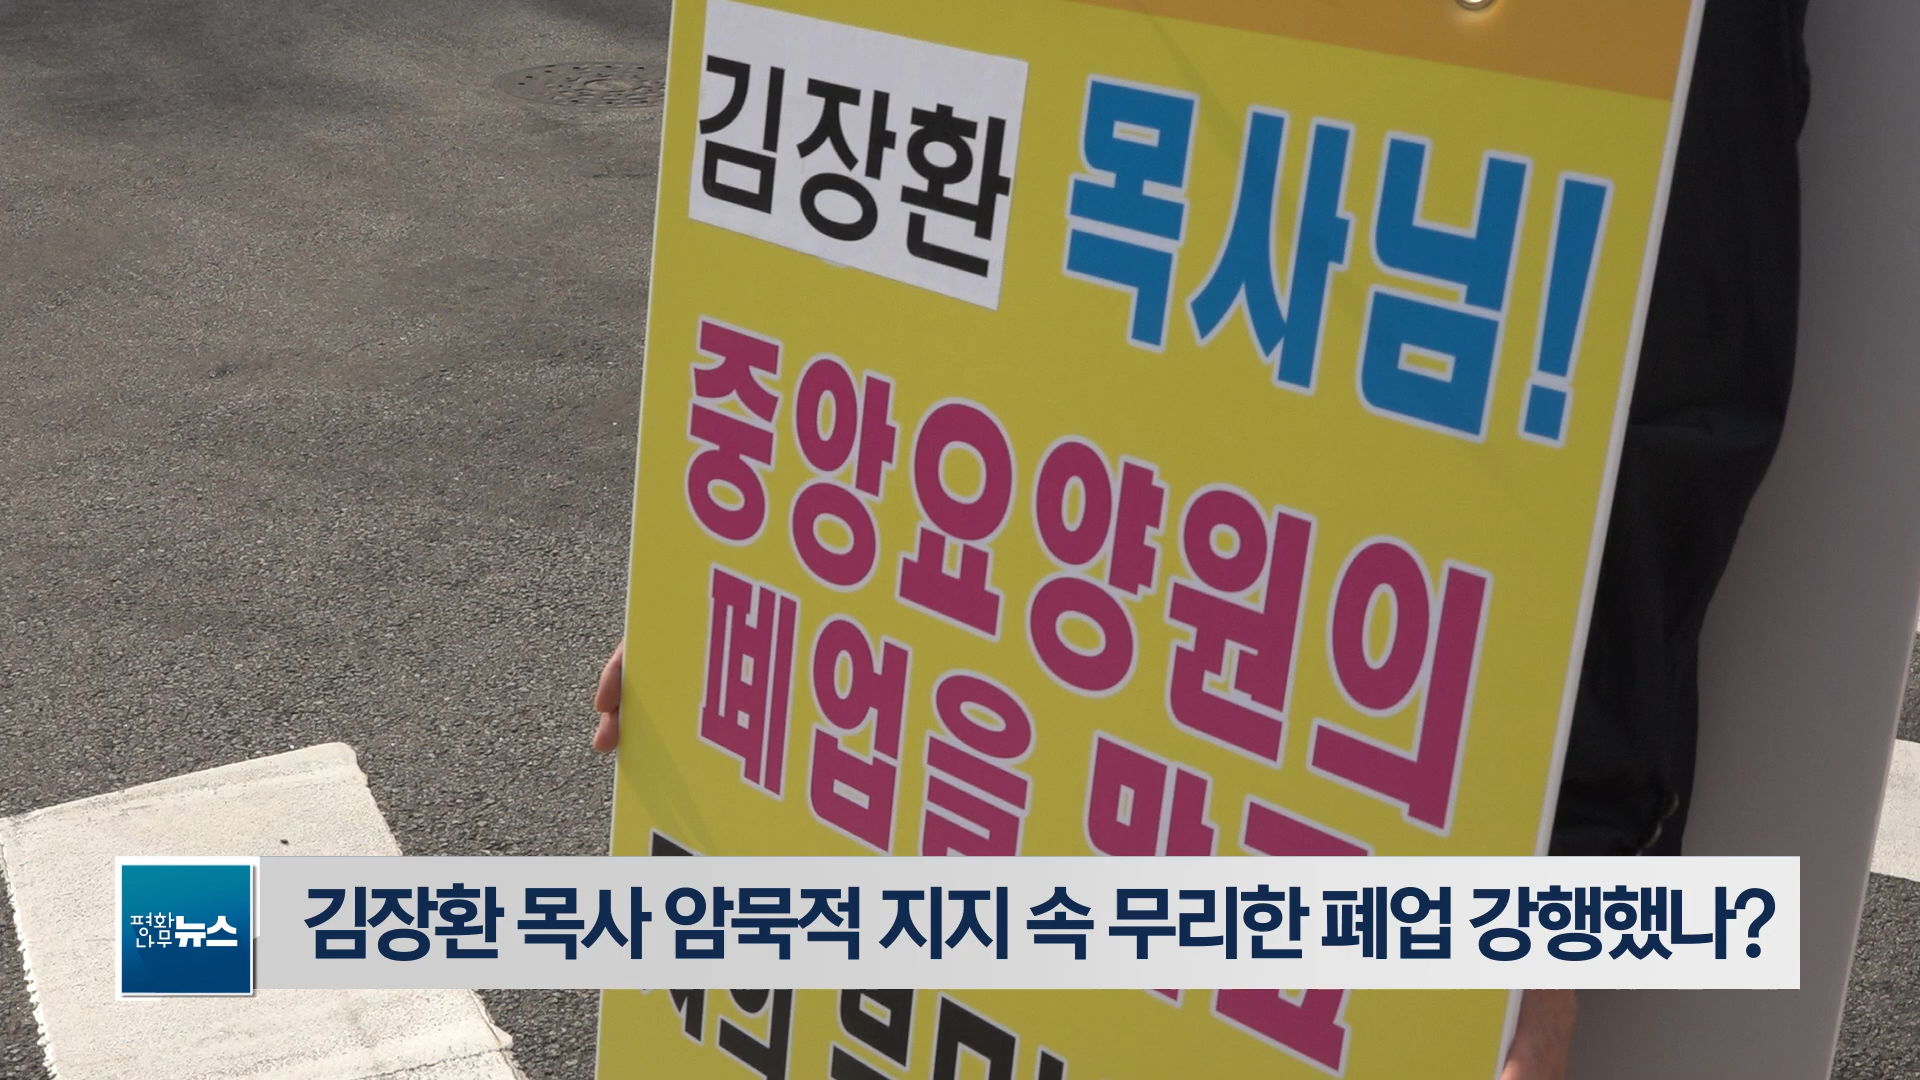 김장환 목사님!
중앙요양원의
폐업을
평화
나무 뉴스
김장환 목사 암묵적 지지 속 무리한 폐업 강행했나?